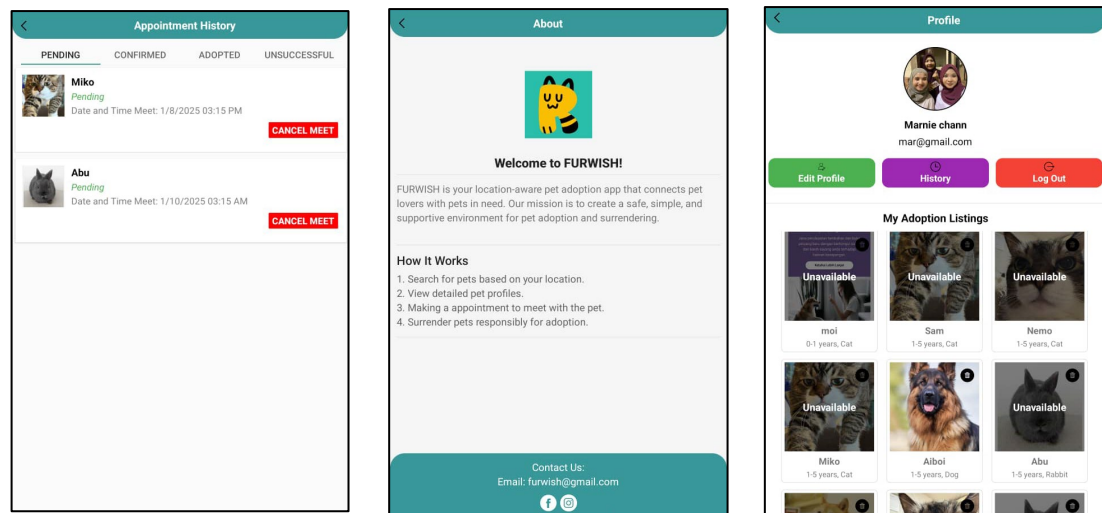 Appointment History
PENDING CONFIRMED ADOPTED UNSUCCESSFUL
Miko
Pending
Date and Time Meet: 1/8/2025 03:15 PM
CANCEL MEET
Abu
Pending
Date and Time Meet: 1/10/2025 03:15 AM
CANCEL MEET
About
Welcome to FURWISH!
FURWISH is your location-aware pet adoption app that connects pet
lovers with pets in need. Our mission is to create a safe, simple, and
supportive environment for pet adoption and surrendering.
How It Works
1. Search for pets based on your location.
2. View detailed pet profiles.
3. Making a appointment to meet with the pet.
4. Surrender pets responsibly for adoption.
Contact Us:
Email: furwish@gmail.com
Profile
Marnie chann
mar@gmail.com
Edit Profile History Log Out
My Adoption Listings
Unavailable Unavailable Unavailable
moi Sam Nemo
0-1 years, Cat 1-5 years, Cat 1-5 years, Cat
Unavailable Unavailable
Miko Aiboi Abu
1-5 years, Cat 1-5 years, Dog 1-5 years, Rabbit